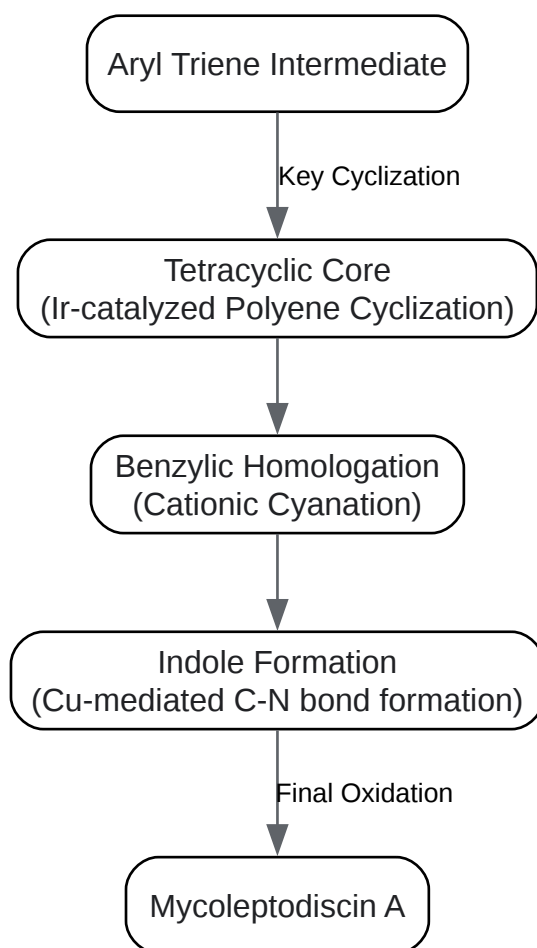 Aryl Triene Intermediate
Key Cyclization
Tetracyclic Core
(Ir-catalyzed Polyene Cyclization)
Benzylic Homologation
(Cationic Cyanation)
Indole Formation
(Cu-mediated C-N bond formation)
Final Oxidation
Mycoleptodiscin A